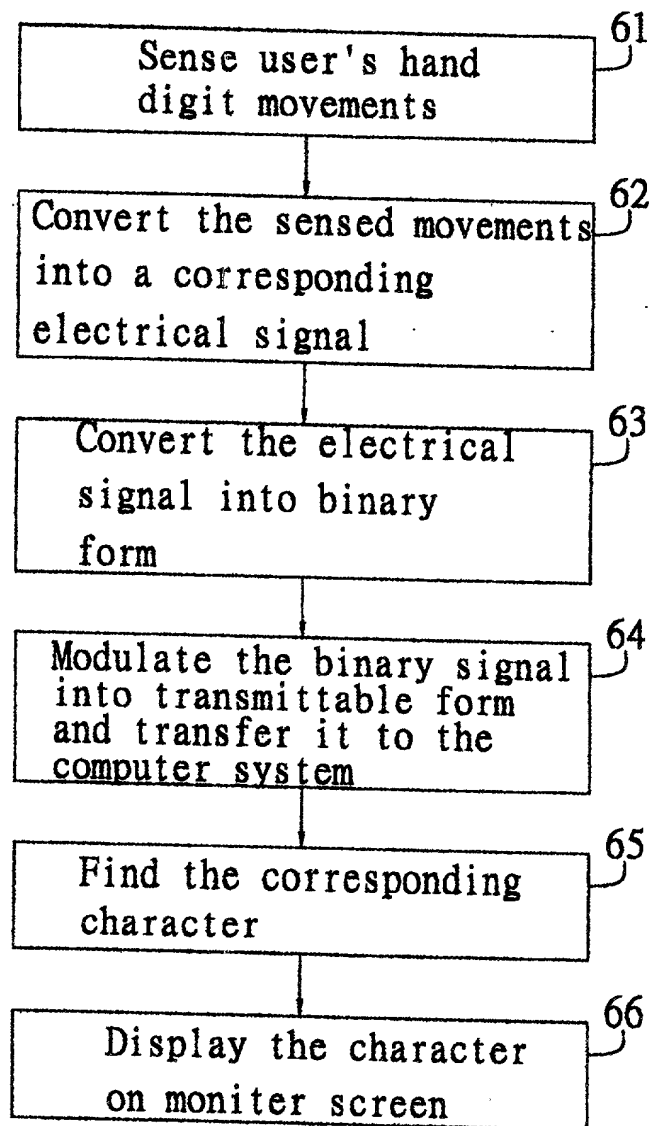 61
Sense user's hand
digit movements
62
Convert the sensed movements
into a corresponding
electrical signal
63
Convert the electrical
signal into binary
form
64
Modulate the binary signal
into transmittable form
and transfer it to the
computer system
65
Find the corresponding
character
66
Display the character
on moniter screen